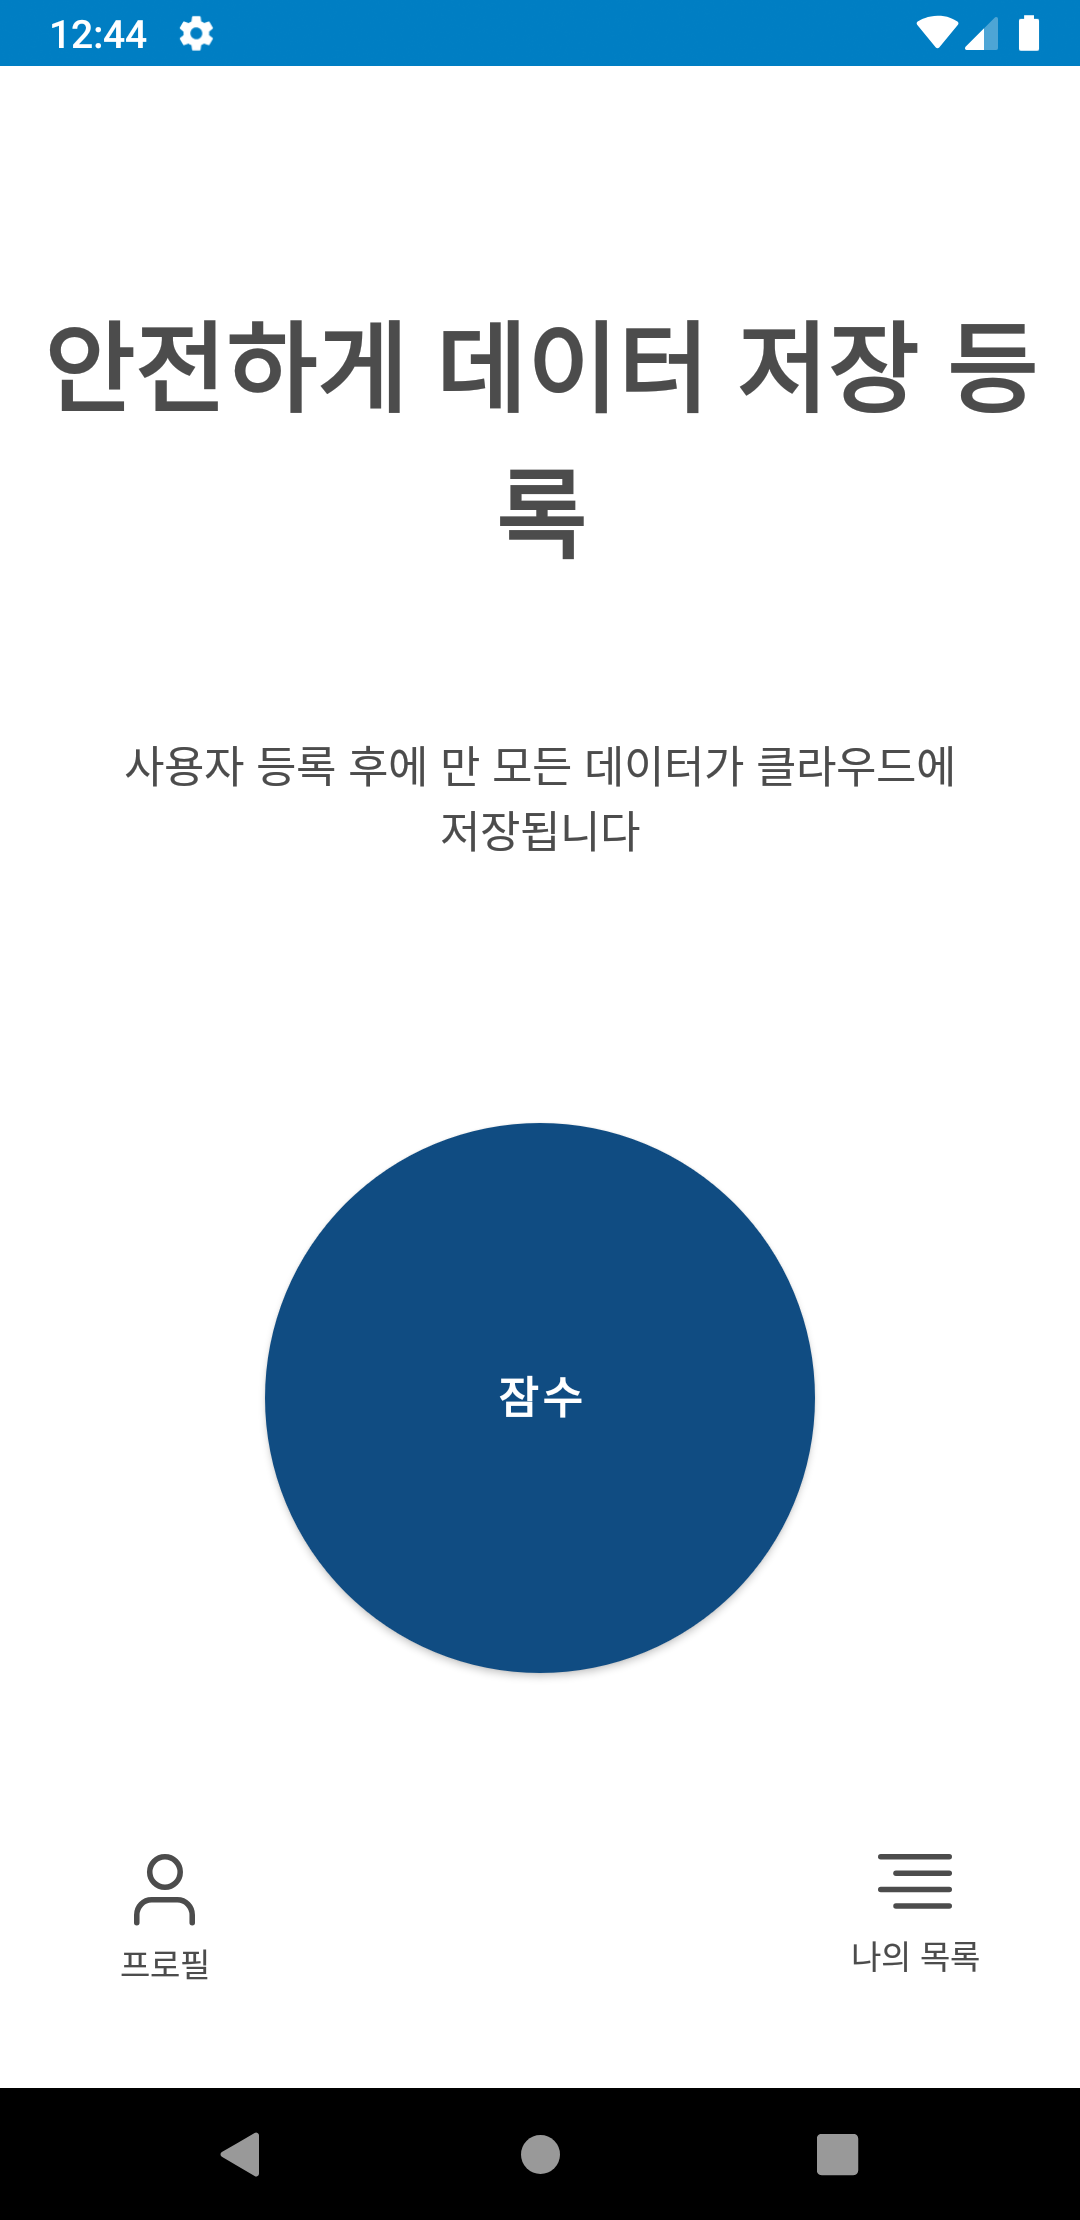 12:44
안전하게 데이터 저장 등
록
사용자 등록 후에 만 모든 데이터가 클라우드에
저장됩니다
잠수
프로필
나의 목록